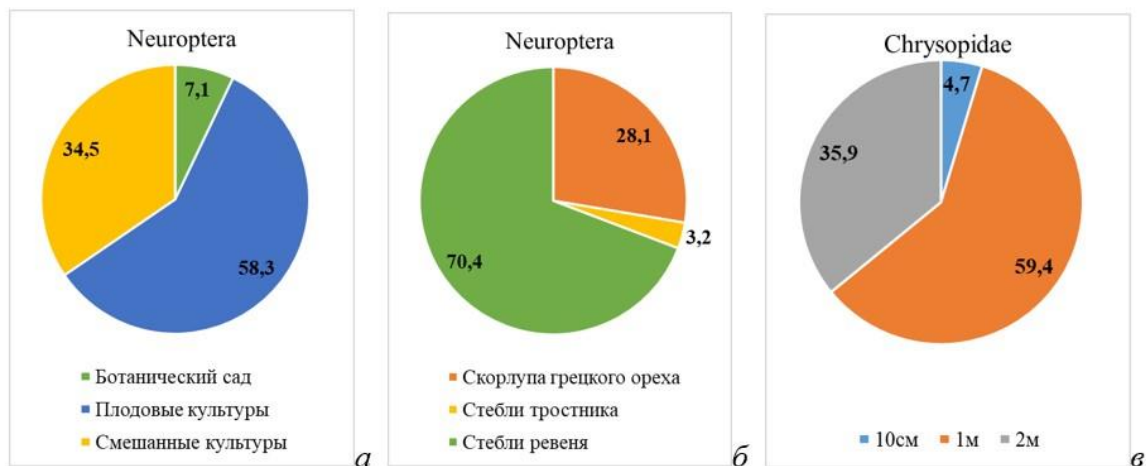 Neuroptera
7,1
34,5
58,3
Ботанический сад
Плодовые культуры
Смешанные культуры
а
Neuroptera
28,1
3,2
70,4
Скорлупа грецкого ореха
Стебли тростника
Стебли ревеня
б
Chrysopidae
4,7
35,9
59,4
10см 1м 2м
в